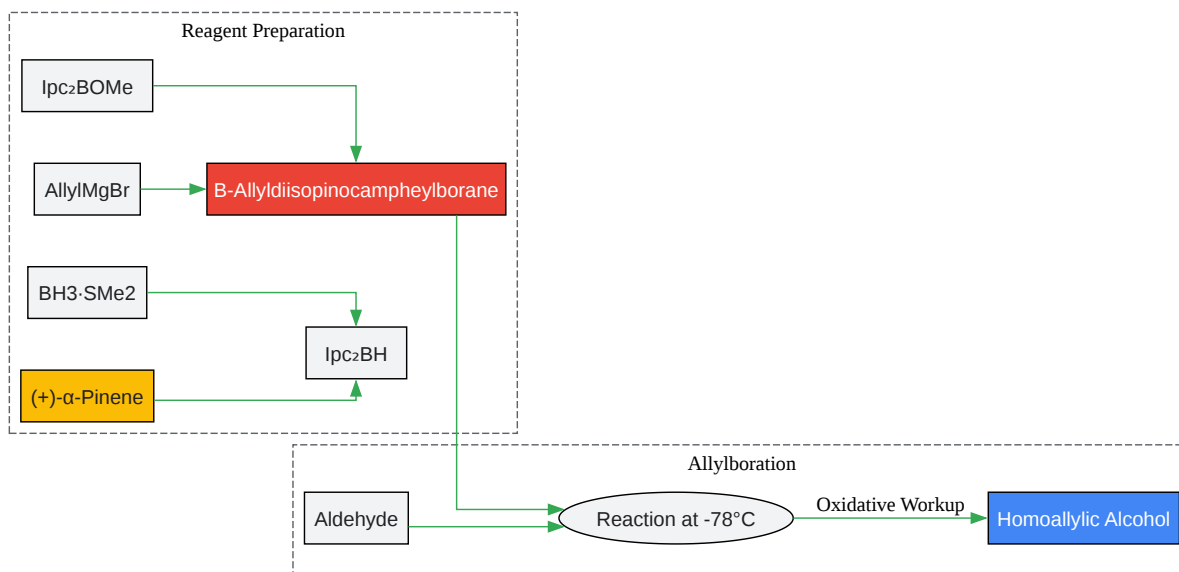 Reagent Preparation
Ipc₂BOMe
AllylMgBr
B-Allyldiisopinocampheylborane
BH3·SMe2
Ipc₂BH
(+)-α-Pinene
Allylboration
Aldehyde
Reaction at -78°C
Oxidative Workup
Homoallylic Alcohol